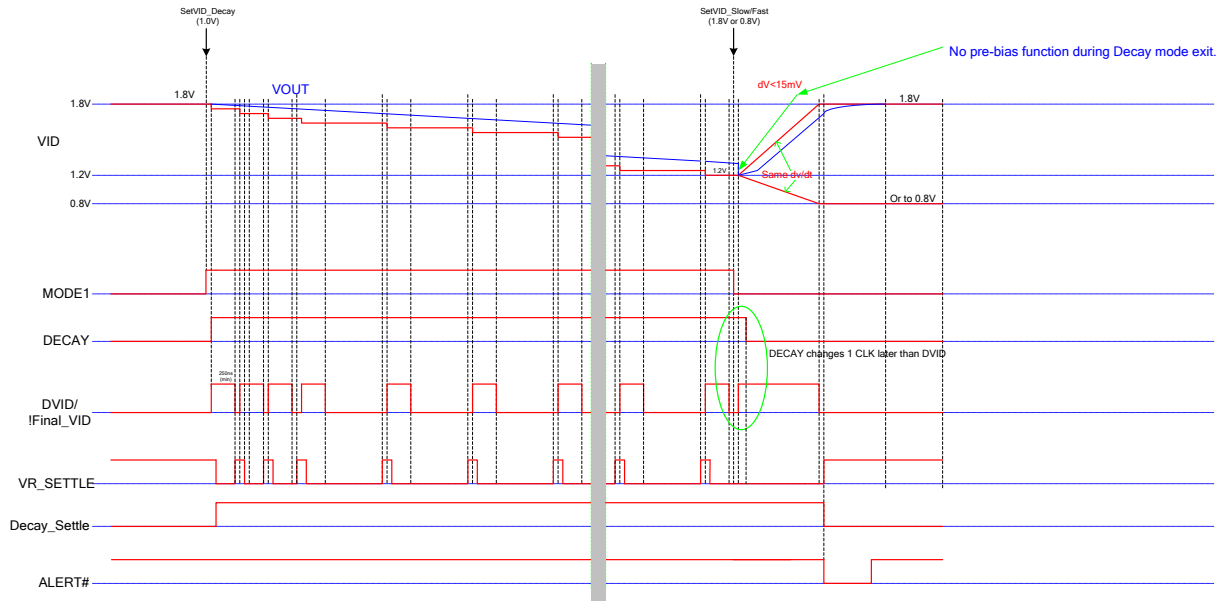 SetVID_Decay
(1.0V)
SetVID_Slow/Fast
(1.8V or 0.8V)
No pre-bias function during Decay mode exit.
dV<15mV
1.8V
VOUT
1.8V
1.8V
VID
1.2V
1.2V
Same dv/dt
0.8V
Or to 0.8V
MODE1
DECAY
DECAY changes 1 CLK later than DVID
250ns
(min)
DVID/
!Final_VID
VR_SETTLE
Decay_Settle
ALERT#